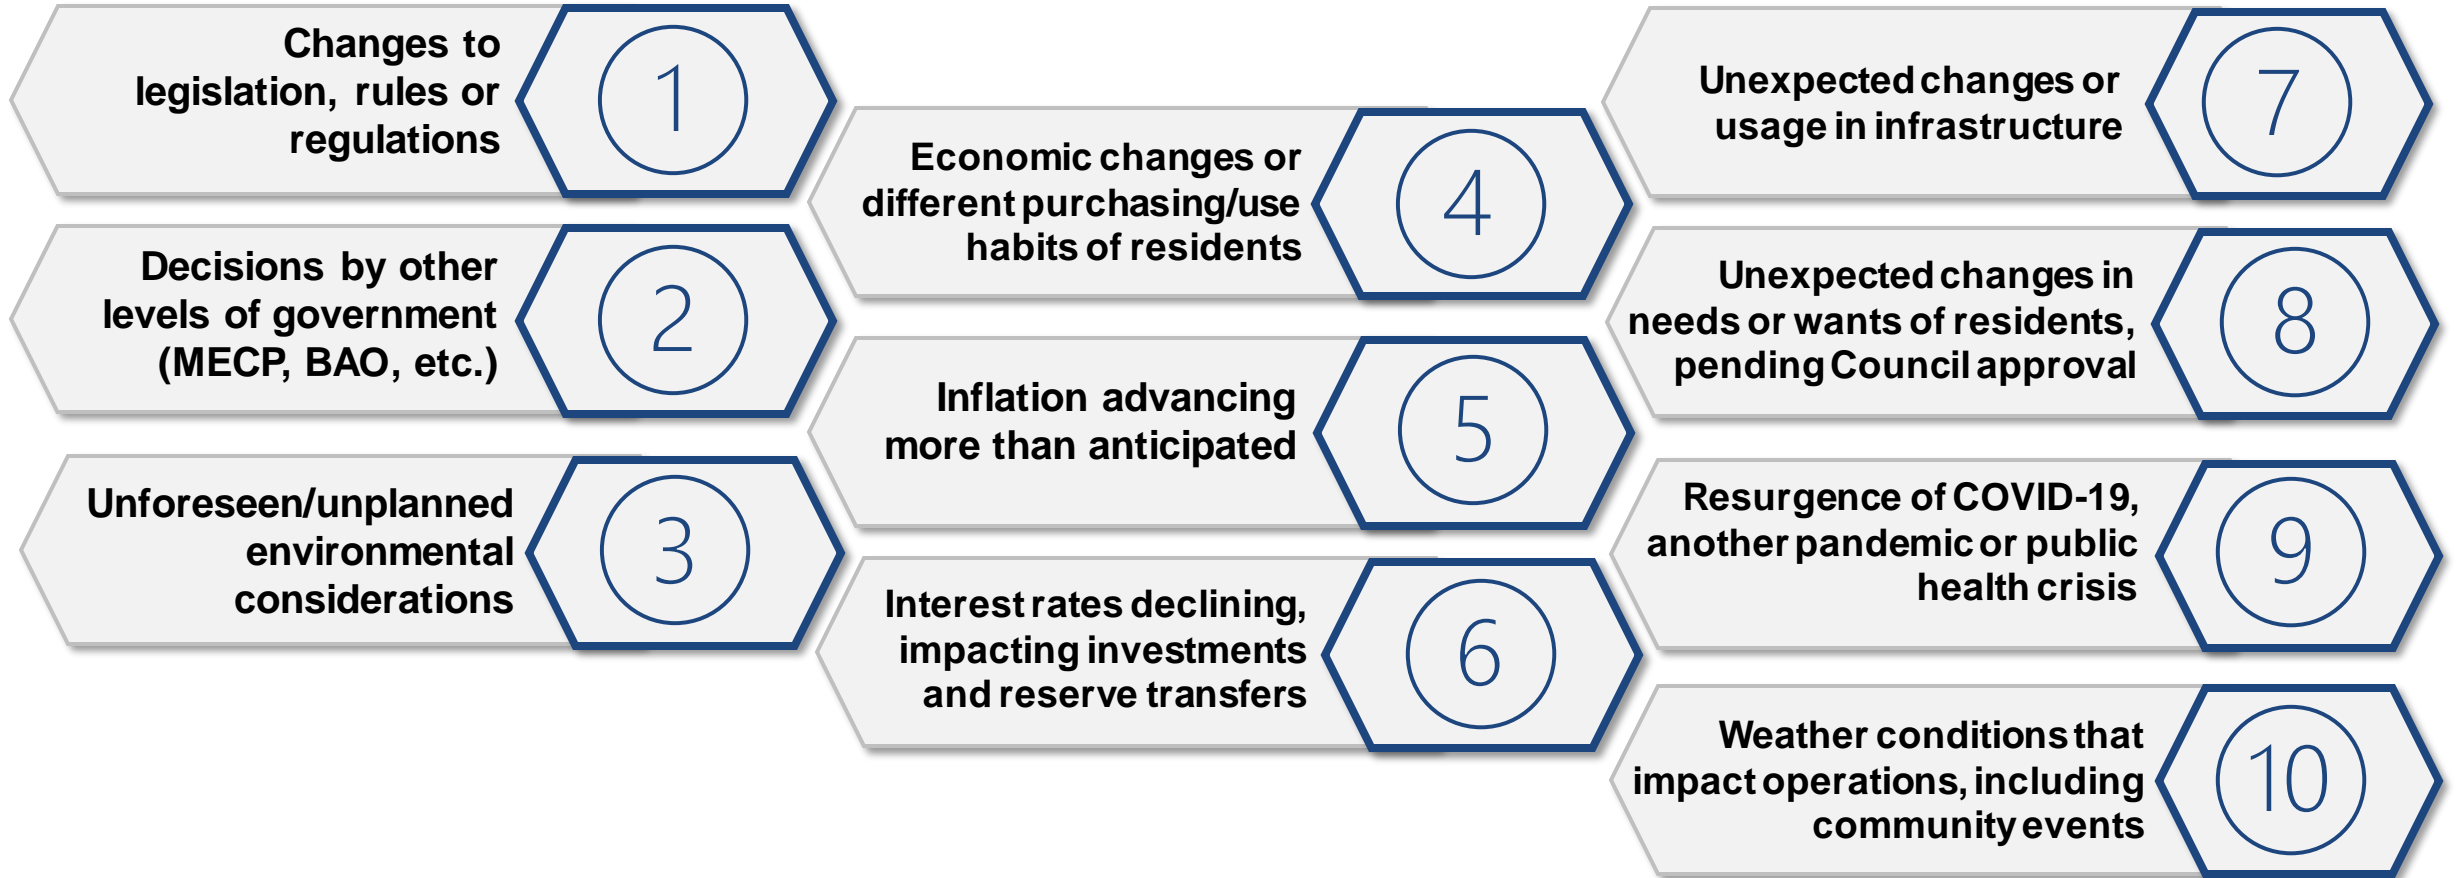 Changes to
legislation, rules or
regulations
1
Decisions by other
levels of government
(MECP, BAO, etc.)
2
Unforeseen/unplanned
environmental
considerations
3
Economic changes or
different purchasing/use
habits of residents
4
Inflation advancing
more than anticipated
5
Interest rates declining,
impacting investments
and reserve transfers
6
Unexpected changes or
usage in infrastructure
7
Unexpected changes in
needs or wants of residents,
pending Council approval
8
Resurgence of COVID-19,
another pandemic or public
health crisis
9
Weather conditions that
impact operations, including
community events
10